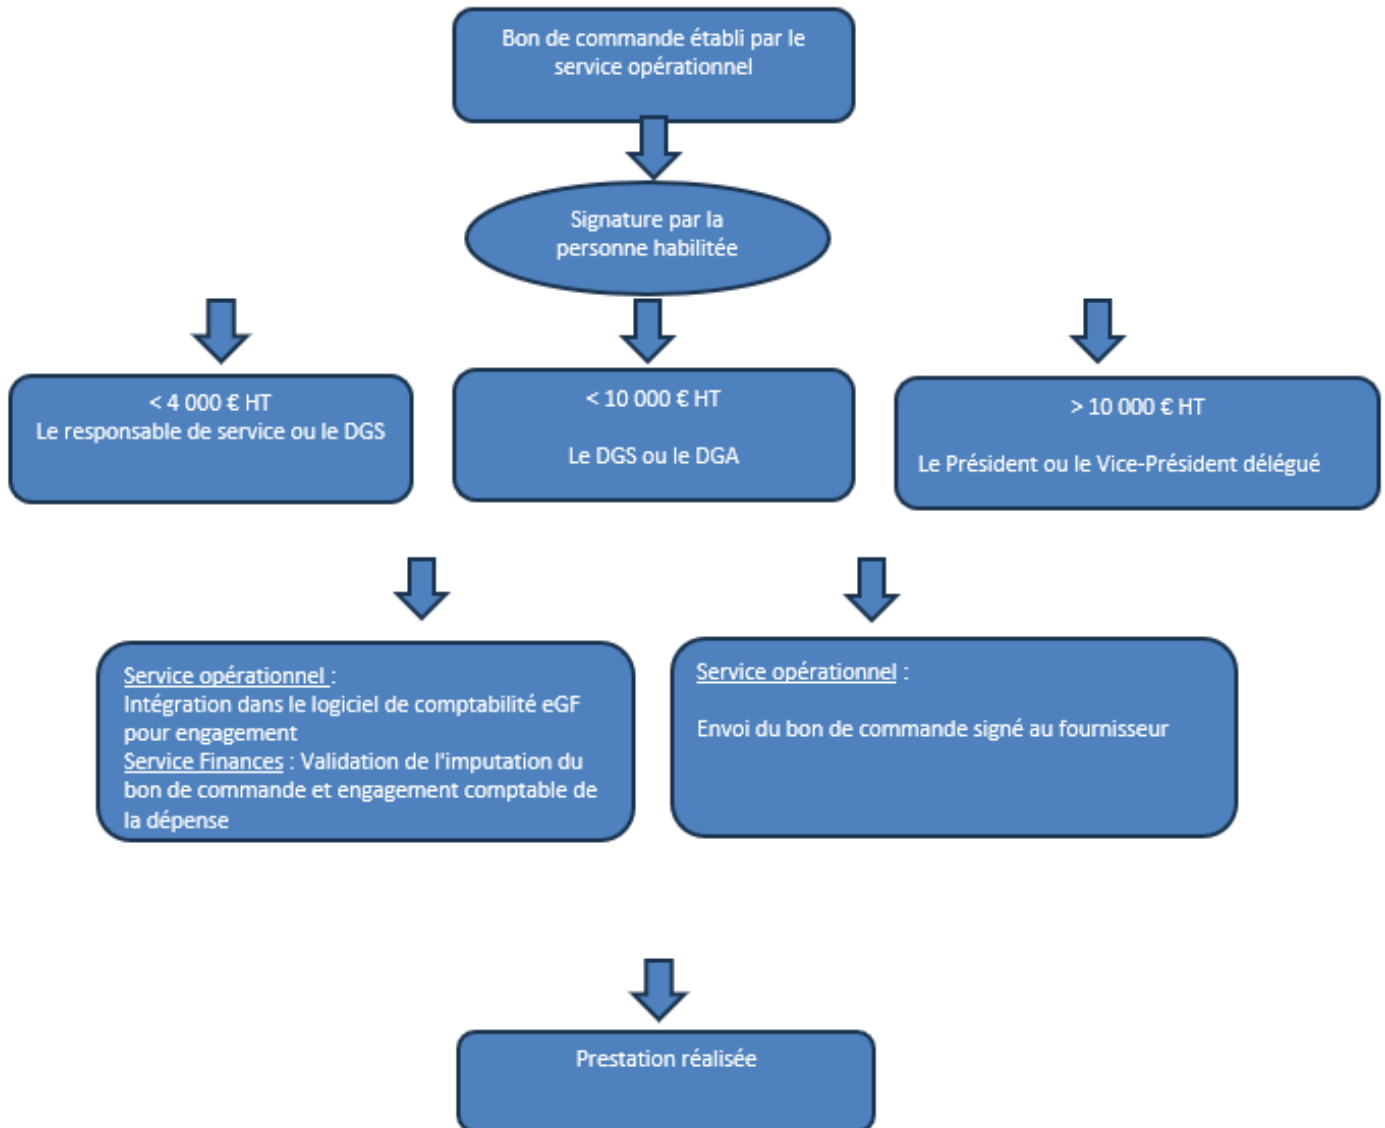 Bon de commande établi par le
service opérationnel
Signature par la
personne habilitée
< 4 000 € HT
Le responsable de service ou le DGS
< 10 000 € HT
Le DGS ou le DGA
> 10 000 € HT
Le Président ou le Vice-Président délégué
Service opérationnel :
Intégration dans le logiciel de comptabilité eGF
pour engagement
Service Finances : Validation de l'imputation du
bon de commande et engagement comptable de
la dépense
Service opérationnel :
Envoi du bon de commande signé au fournisseur
Prestation réalisée